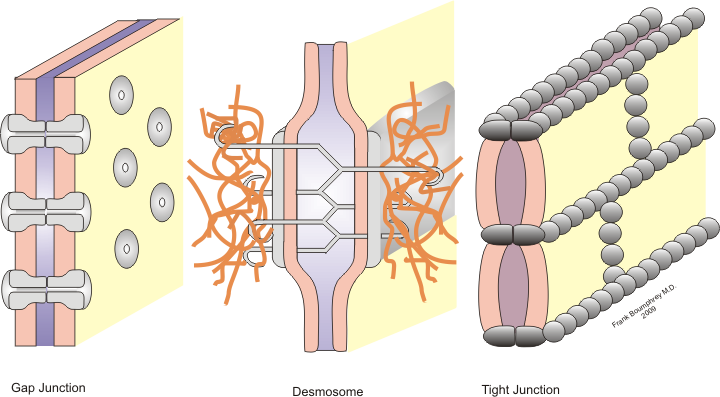 Frank Boumphrey M.D.
2009
Gap Junction
Desmosome
Tight Junction